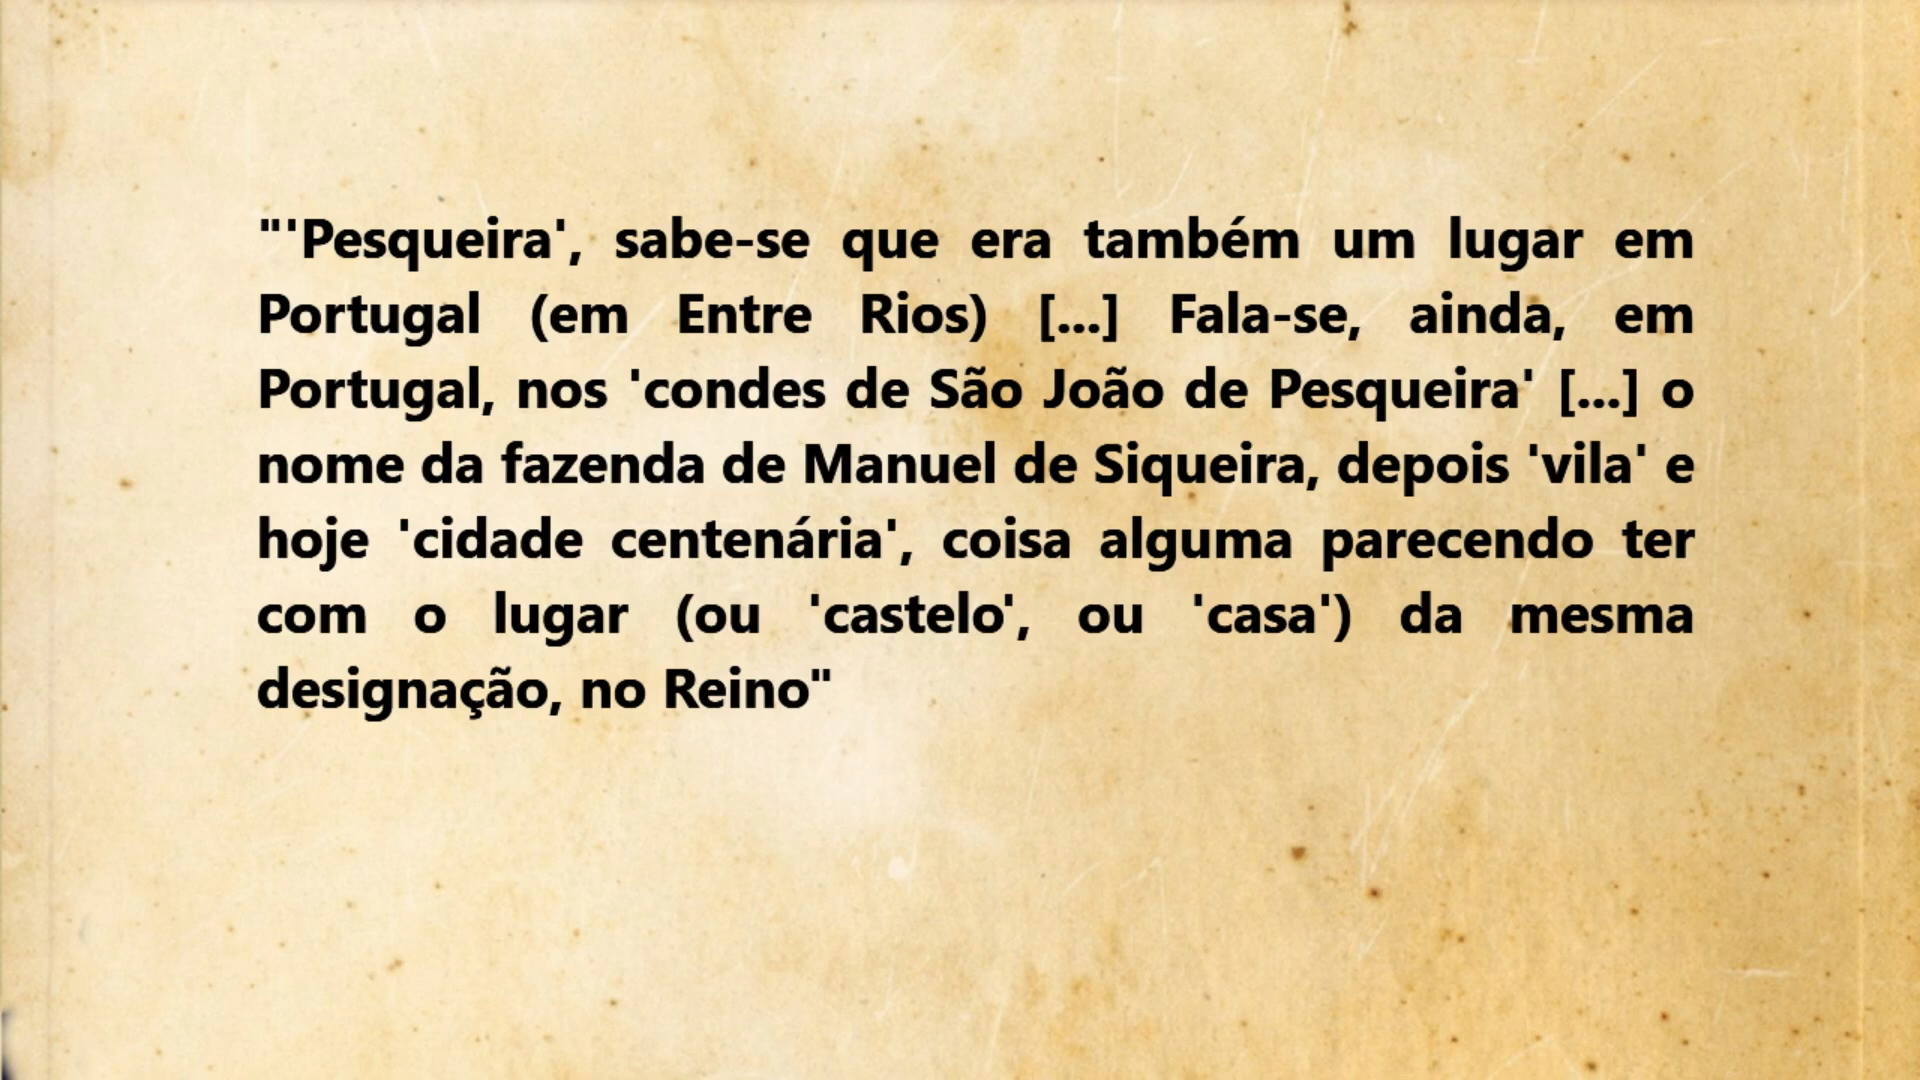 "'Pesqueira', sabe-se que era também um lugar em
Portugal (em Entre Rios) [...] Fala-se, ainda, em
Portugal, nos 'condes de São João de Pesqueira' [...] o
nome da fazenda de Manuel de Siqueira, depois 'vila' e
hoje 'cidade centenária', coisa alguma parecendo ter
com o lugar (ou 'castelo', ou 'casa') da mesma
designação, no Reino"